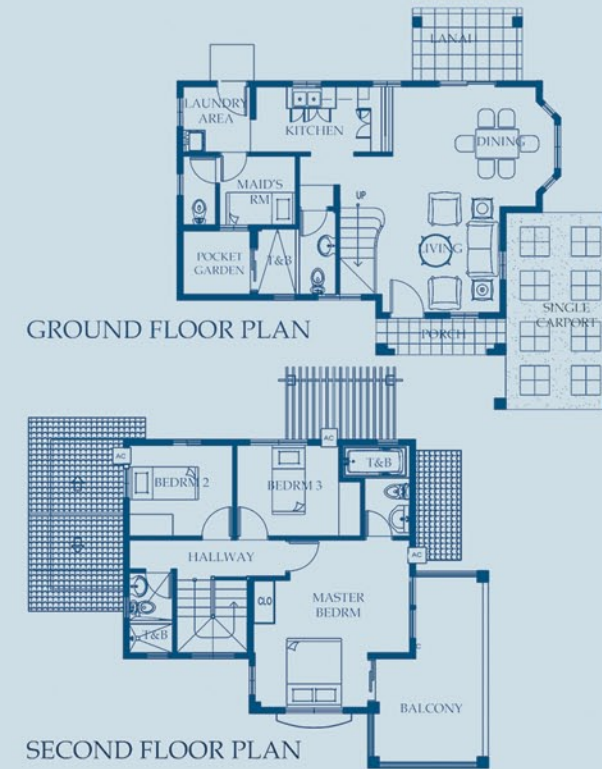 LANAI
LAUNDRY
AREA
KITCHEN
DINING
MAID'S
RM
UP
LIVING
POCKET
GARDEN
T&B
SINGLE
CARPORT
PORCH
GROUND FLOOR PLAN
AC
AC
T&B
BEDRM 2
BEDRM 3
HALLWAY
AC
CLO
MASTER
BEDRM
T&B
BALCONY
SECOND FLOOR PLAN